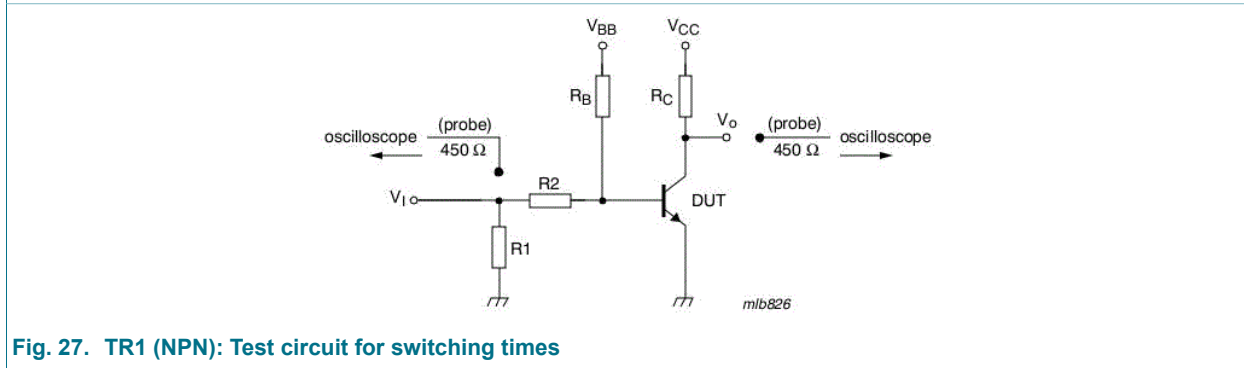 VBB
VCC
RB
RC
Vo
(probe)
450 Ω
oscilloscope
(probe)
450 Ω
oscilloscope
R2
VI
DUT
R1
mlb826
Fig. 27. TR1 (NPN): Test circuit for switching times